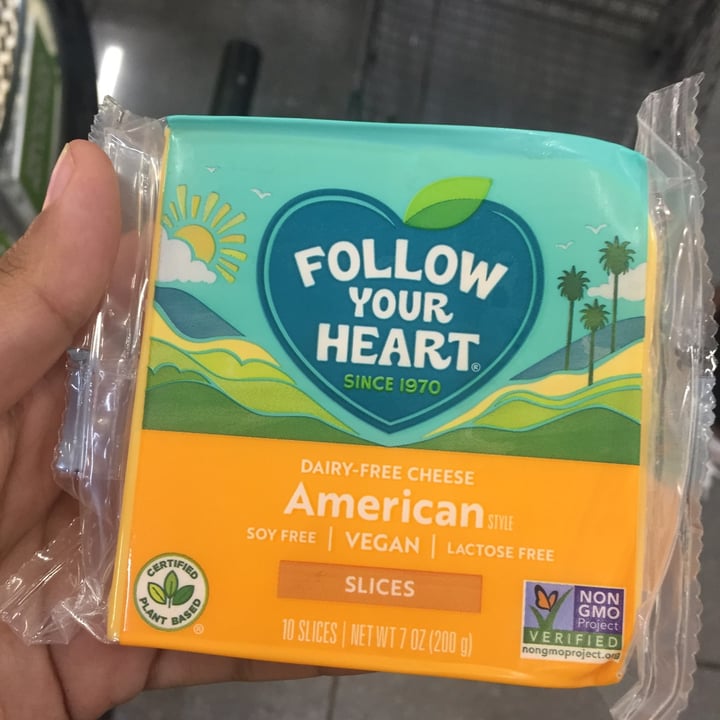 FOLLOW
YOUR
HEART®
SINCE 1970
DAIRY-FREE CHEESE
American STYLE
SOY FREE | VEGAN | LACTOSE FREE
SLICES
CERTIFIED
PLANT BASED
®
10 SLICES | NET WT 7 OZ (200 g)
NON
GMO
Project
VERIFIED
nongmoproject.org